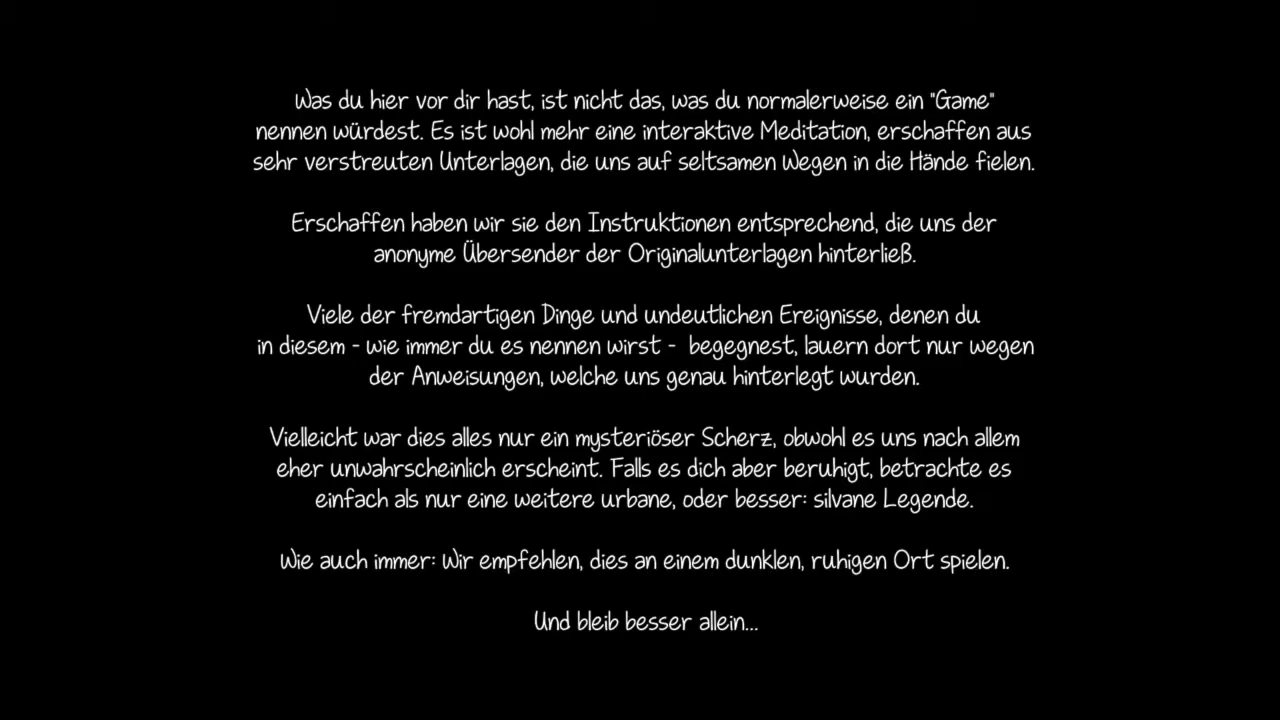 Was du hier vor dir hast, ist nicht das, was du normalerweise ein "Game"
nennen würdest. Es ist wohl mehr eine interaktive Meditation, erschaffen aus
sehr verstreuten Unterlagen, die uns auf seltsamen Wegen in die Hände fielen.
Erschaffen haben wir sie den Instruktionen entsprechend, die uns der
anonyme Übersender der Originalunterlagen hinterließ.
Viele der fremdartigen Dinge und undeutlichen Ereignisse, denen du
in diesem - wie immer du es nennen wirst - begegnest, lauern dort nur wegen
der Anweisungen, welche uns genau hinterlegt wurden.
Vielleicht war dies alles nur ein mysteriöser Scherz, obwohl es uns nach allem
eher unwahrscheinlich erscheint. Falls es dich aber beruhigt, betrachte es
einfach als nur eine weitere urbane, oder besser: silvane Legende.
Wie auch immer: Wir empfehlen, dies an einem dunklen, ruhigen Ort spielen.
Und bleib besser allein...